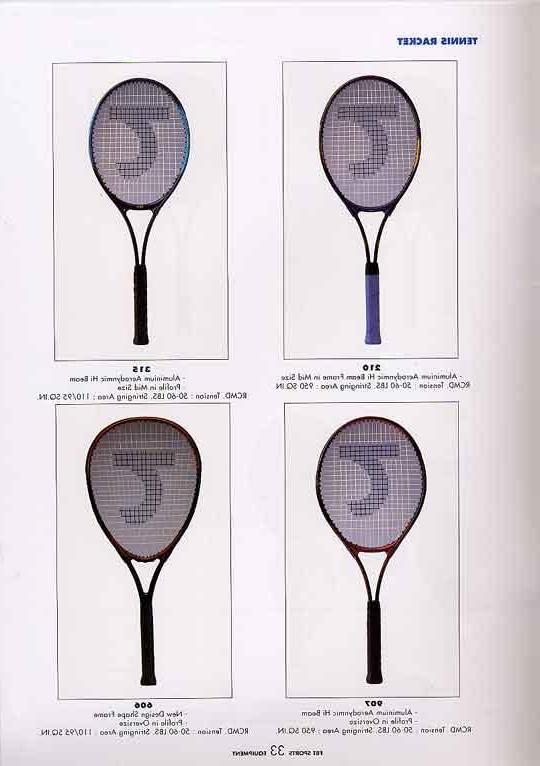 TENNIS RACKET
210
- Aluminium Aerodynmic Hi Beam Frame in Mid Size
RCMD. Tension : 50-60 LBS. Stringing Area : 950 SQ.IN.
315
- Aluminium Aerodynmic Hi Beam
- Profile in Mid Size
RCMD. Tension : 50-60 LBS. Stringing Area : 110/95 SQ.IN.
907
- Aluminium Aerodynmic Hi Beam
- Profile in Oversize
RCMD. Tension : 50-60 LBS. Stringing Area : 950 SQ.IN.
606
- New Design Shape Frame
- Profile in Oversize
RCMD. Tension : 50-60 LBS. Stringing Area : 110/95 SQ.IN.
FBT SPORTS 33 EQUIPMENT